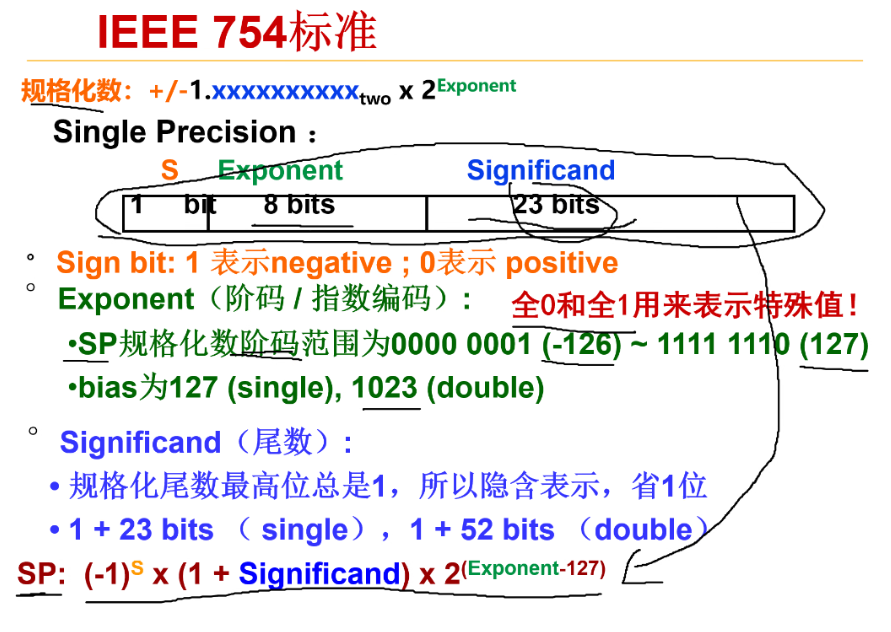 IEEE 754标准
规格化数：+/-1.xxxxxxxxxxtwo x 2Exponent
Single Precision ：
S Exponent Significand
1 bit 8 bits 23 bits
° Sign bit: 1 表示negative ; 0表示 positive
° Exponent（阶码 / 指数编码）: 全0和全1用来表示特殊值！
•SP规格化数阶码范围为0000 0001 (-126) ~ 1111 1110 (127)
•bias为127 (single), 1023 (double)
° Significand（尾数）:
• 规格化尾数最高位总是1，所以隐含表示，省1位
• 1 + 23 bits （ single），1 + 52 bits （double）
SP: (-1)S x (1 + Significand) x 2(Exponent-127)